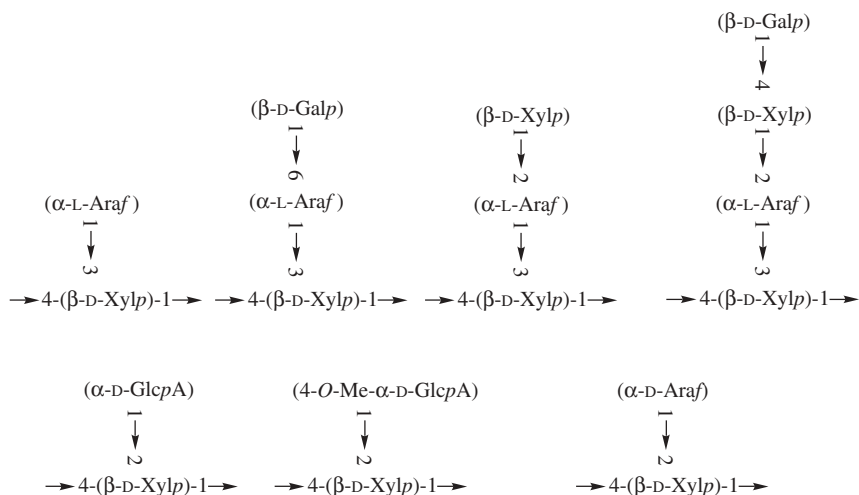 (β-D-Galp)
1→4
(β-D-Galp) (β-D-Xylp) (β-D-Xylp)
1→6 1→2 1→2
(α-L-Araf) (α-L-Araf) (α-L-Araf) (α-L-Araf)
1→3 1→3 1→3 1→3
→4-(β-D-Xylp)-1→ →4-(β-D-Xylp)-1→ →4-(β-D-Xylp)-1→ →4-(β-D-Xylp)-1→
(α-D-GlcpA) (4-O-Me-α-D-GlcpA) (α-D-Araf)
1→2 1→2 1→2
→4-(β-D-Xylp)-1→ →4-(β-D-Xylp)-1→ →4-(β-D-Xylp)-1→